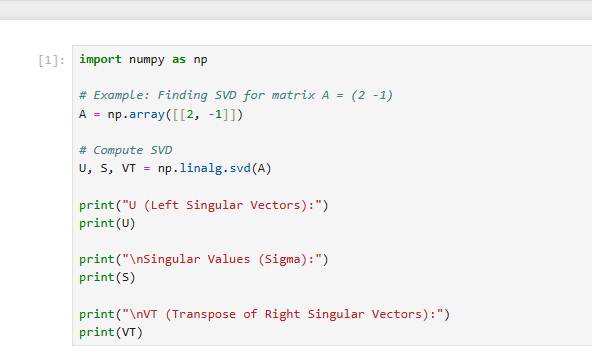 [1]: import numpy as np
# Example: Finding SVD for matrix A = (2 -1)
A = np.array([[2, -1]])
# Compute SVD
U, S, VT = np.linalg.svd(A)
print("U (Left Singular Vectors):")
print(U)
print("\nSingular Values (Sigma):")
print(S)
print("\nVT (Transpose of Right Singular Vectors):")
print(VT)